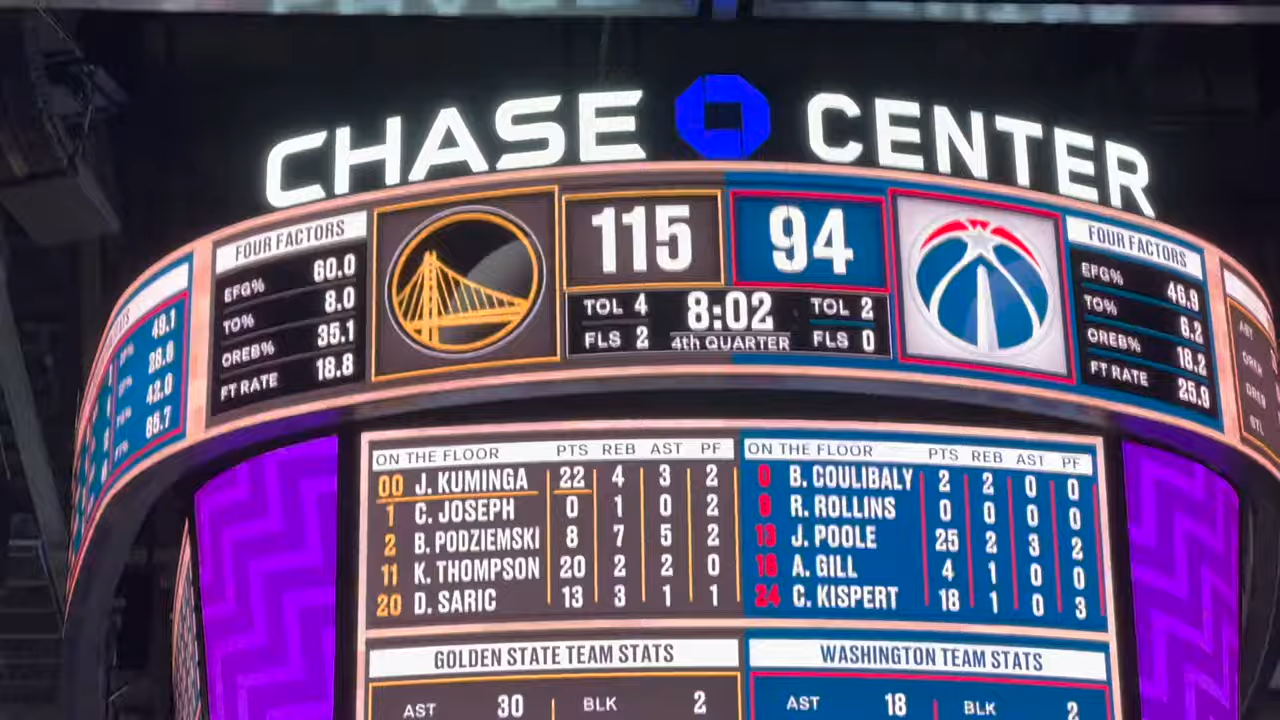 CHASE CENTER
FOUR FACTORS
EFG% 60.0
TO% 8.0
OREB% 35.1
FT RATE 18.8
115 94
TOL 4 8:02 TOL 2
FLS 2 4th QUARTER FLS 0
FOUR FACTORS
EFG% 46.9
TO% 6.2
OREB% 18.2
FT RATE 25.9
49.1
42.0
85.7
ON THE FLOOR PTS REB AST PF
00 J. KUMINGA 22 4 3 2
1 C. JOSEPH 0 1 0 2
2 B. PODZIEMSKI 8 7 5 2
11 K. THOMPSON 20 2 2 0
20 D. SARIC 13 3 1 1
ON THE FLOOR PTS REB AST PF
0 B. COULIBALY 2 2 0 0
R. ROLLINS 0 0 0 0
13 J. POOLE 25 2 3 2
16 A. GILL 4 1 0 0
24 C. KISPERT 18 1 0 3
GOLDEN STATE TEAM STATS
AST 30 BLK 2
WASHINGTON TEAM STATS
AST 18 BLK 2